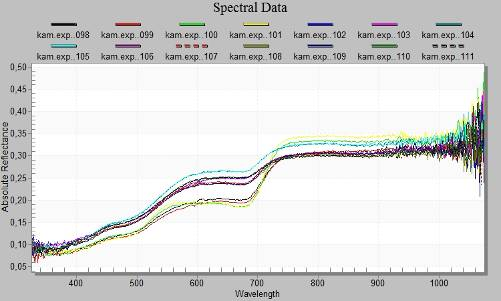 Spectral Data
kam.exp..098 kam.exp..099 kam.exp..100 kam.exp..101 kam.exp..102 kam.exp..103 kam.exp..104
kam.exp..105 kam.exp..106 kam.exp..107 kam.exp..108 kam.exp..109 kam.exp..110 kam.exp..111
Absolute Reflectance
0,50
0,45
0,40
0,35
0,30
0,25
0,20
0,15
0,10
0,05
400 500 600 700 800 900 1000
Wavelength